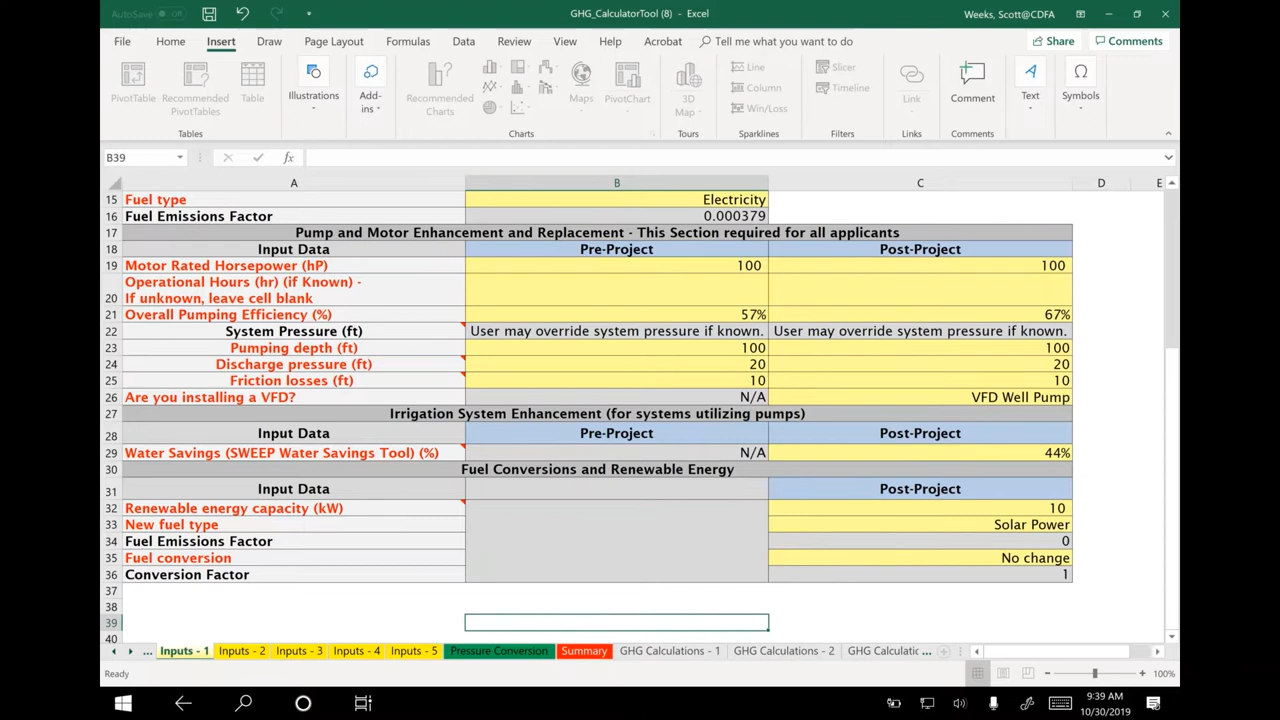 AutoSave Off GHG_CalculatorTool (8) - Excel Weeks, Scott@CDFA
File Home Insert Draw Page Layout Formulas Data Review View Help Acrobat Tell me what you want to do Share Comments
PivotTable Recommended PivotTables Table Illustrations Add-ins Recommended Charts Maps PivotChart 3D Map Line Column Win/Loss Slicer Timeline Link Comment Text Symbols
Tables Charts Tours Sparklines Filters Links Comments
B39 fx
A B C D E
15 Fuel type Electricity
16 Fuel Emissions Factor 0.000379
17 Pump and Motor Enhancement and Replacement - This Section required for all applicants
18 Input Data Pre-Project Post-Project
19 Motor Rated Horsepower (hP) 100 100
Operational Hours (hr) (if Known) -
20 If unknown, leave cell blank
21 Overall Pumping Efficiency (%) 57% 67%
22 System Pressure (ft) User may override system pressure if known. User may override system pressure if known.
23 Pumping depth (ft) 100 100
24 Discharge pressure (ft) 20 20
25 Friction losses (ft) 10 10
26 Are you installing a VFD? N/A VFD Well Pump
27 Irrigation System Enhancement (for systems utilizing pumps)
28 Input Data Pre-Project Post-Project
29 Water Savings (SWEEP Water Savings Tool) (%) N/A 44%
30 Fuel Conversions and Renewable Energy
31 Input Data Post-Project
32 Renewable energy capacity (kW) 10
33 New fuel type Solar Power
34 Fuel Emissions Factor 0
35 Fuel conversion No change
36 Conversion Factor 1
37
38
39
40
... Inputs - 1 Inputs - 2 Inputs - 3 Inputs - 4 Inputs - 5 Pressure Conversion Summary GHG Calculations - 1 GHG Calculations - 2 GHG Calculatic ...
Ready 100%
9:39 AM
10/30/2019